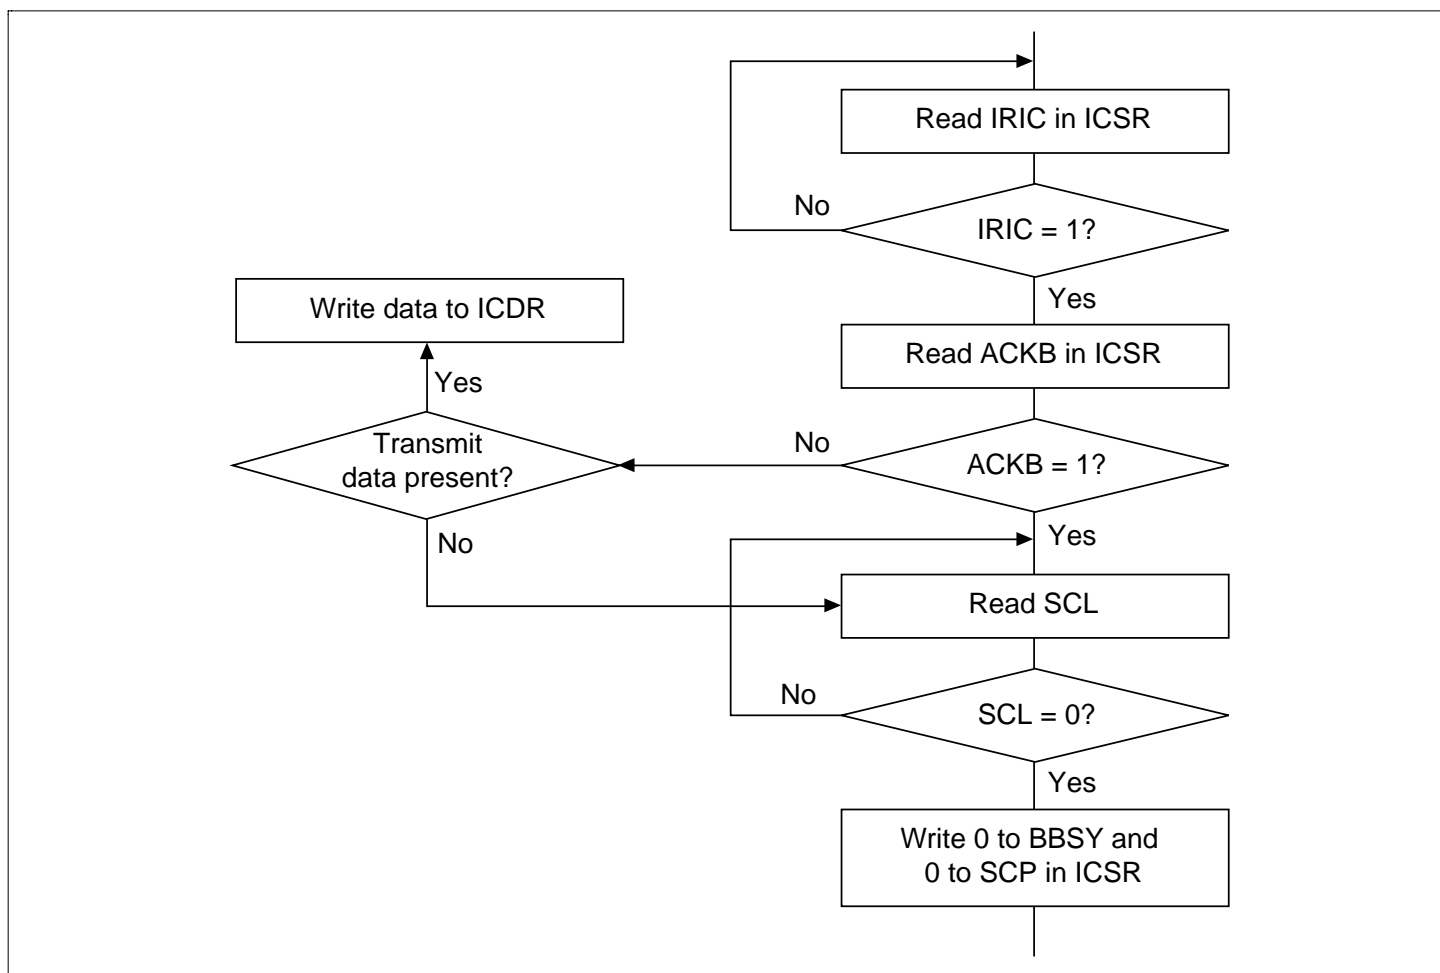 Read IRIC in ICSR
No
IRIC = 1?
Yes
Write data to ICDR
Read ACKB in ICSR
Yes
Transmit
data present?
No
ACKB = 1?
No
Yes
Read SCL
No
SCL = 0?
Yes
Write 0 to BBSY and
0 to SCP in ICSR